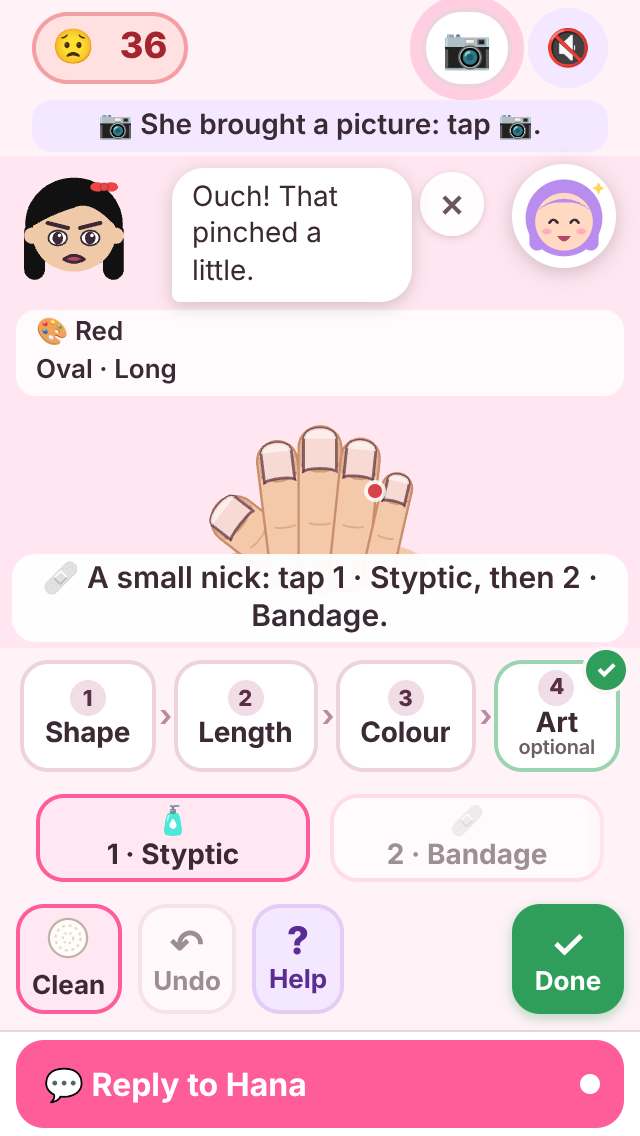 36
She brought a picture: tap 📷.
Ouch! That
pinched a
little.
Red
Oval · Long
A small nick: tap 1 · Styptic, then 2 ·
Bandage.
1
Shape
2
Length
3
Colour
4
Art
optional
1 · Styptic
2 · Bandage
Clean
Undo
?
Help
Done
Reply to Hana